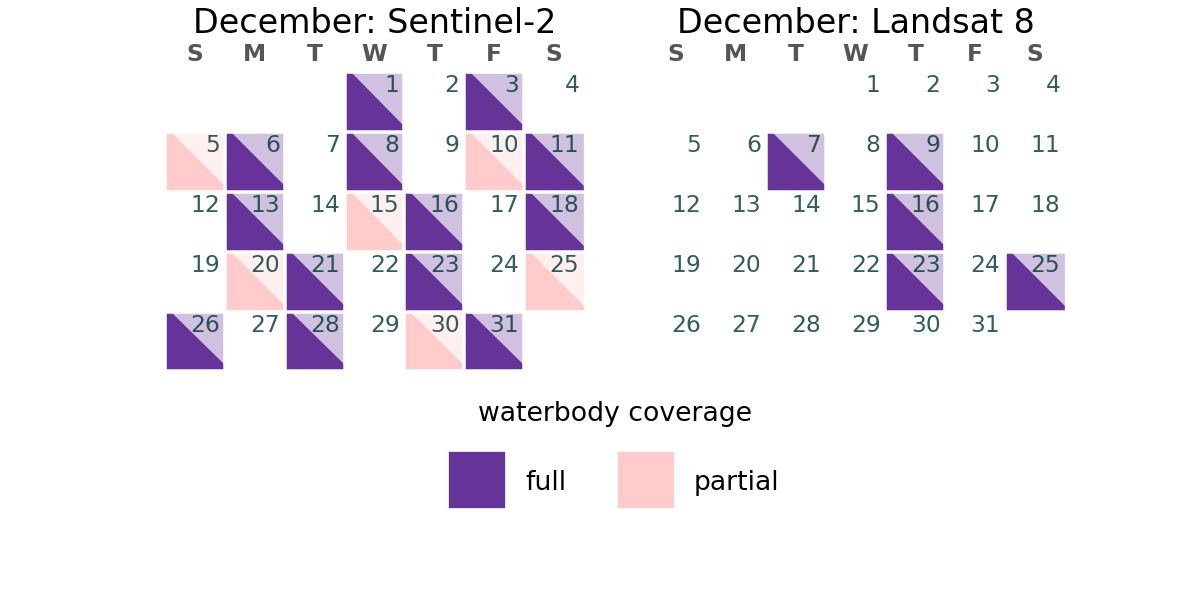 December: Sentinel-2
S M T W T F S
1 2 3 4
5 6 7 8 9 10 11
12 13 14 15 16 17 18
19 20 21 22 23 24 25
26 27 28 29 30 31
December: Landsat 8
S M T W T F S
1 2 3 4
5 6 7 8 9 10 11
12 13 14 15 16 17 18
19 20 21 22 23 24 25
26 27 28 29 30 31
waterbody coverage
full partial